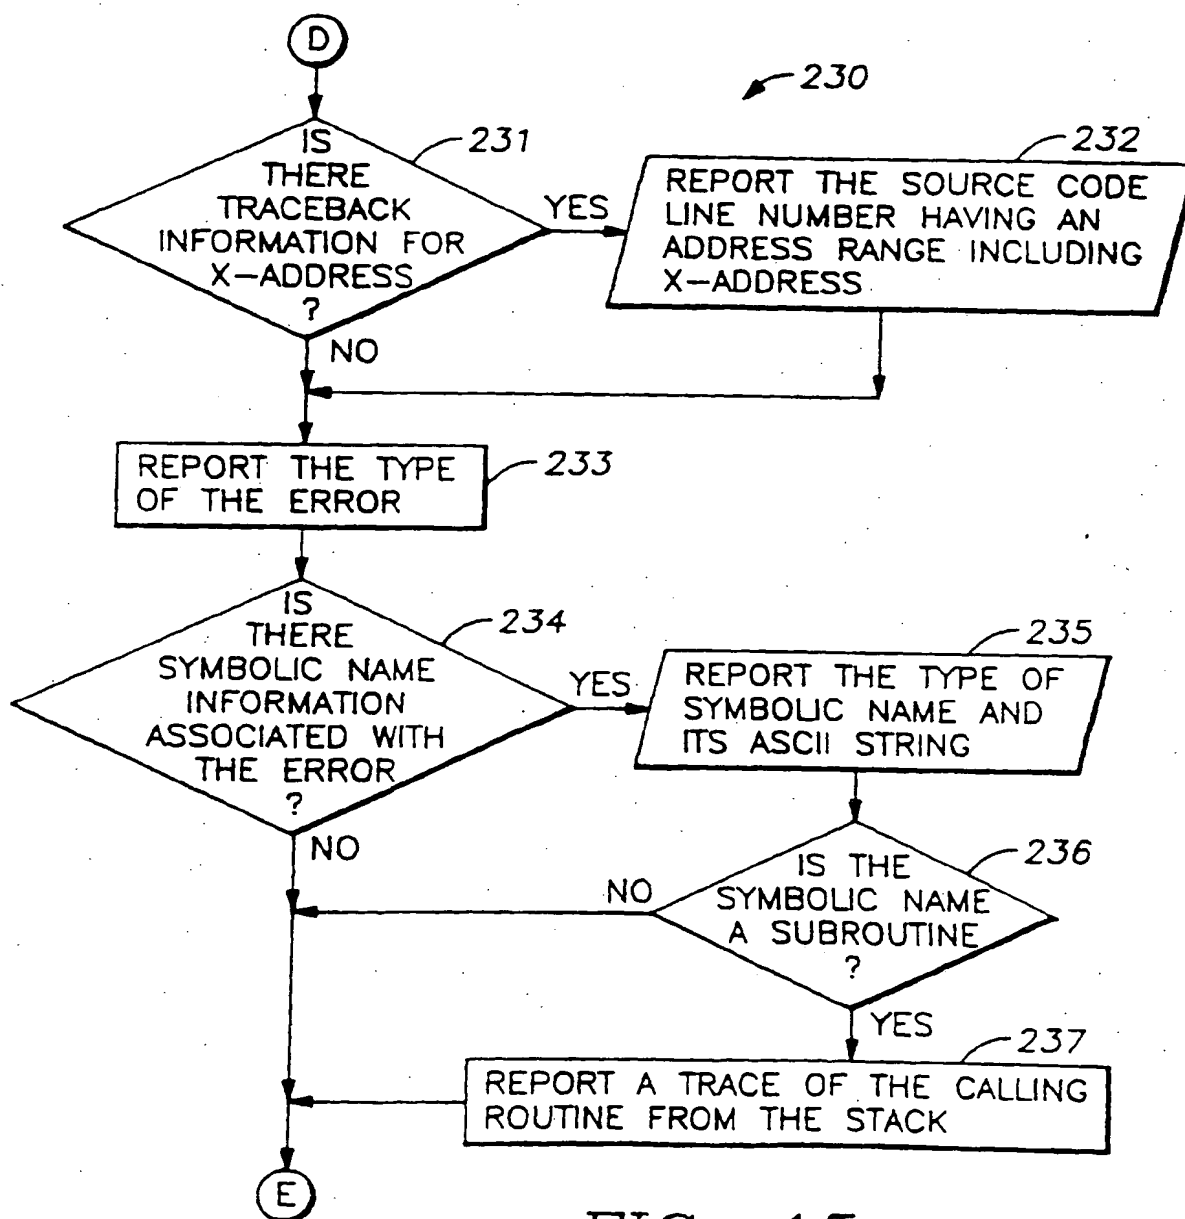 D
230
231
IS
THERE
TRACEBACK
INFORMATION FOR
X-ADDRESS
?
YES
232
REPORT THE SOURCE CODE
LINE NUMBER HAVING AN
ADDRESS RANGE INCLUDING
X-ADDRESS
NO
REPORT THE TYPE
OF THE ERROR
233
IS
THERE
SYMBOLIC NAME
INFORMATION
ASSOCIATED WITH
THE ERROR
?
234
YES
235
REPORT THE TYPE OF
SYMBOLIC NAME AND
ITS ASCII STRING
NO
236
IS THE
SYMBOLIC NAME
A SUBROUTINE
?
NO
YES
237
REPORT A TRACE OF THE CALLING
ROUTINE FROM THE STACK
E